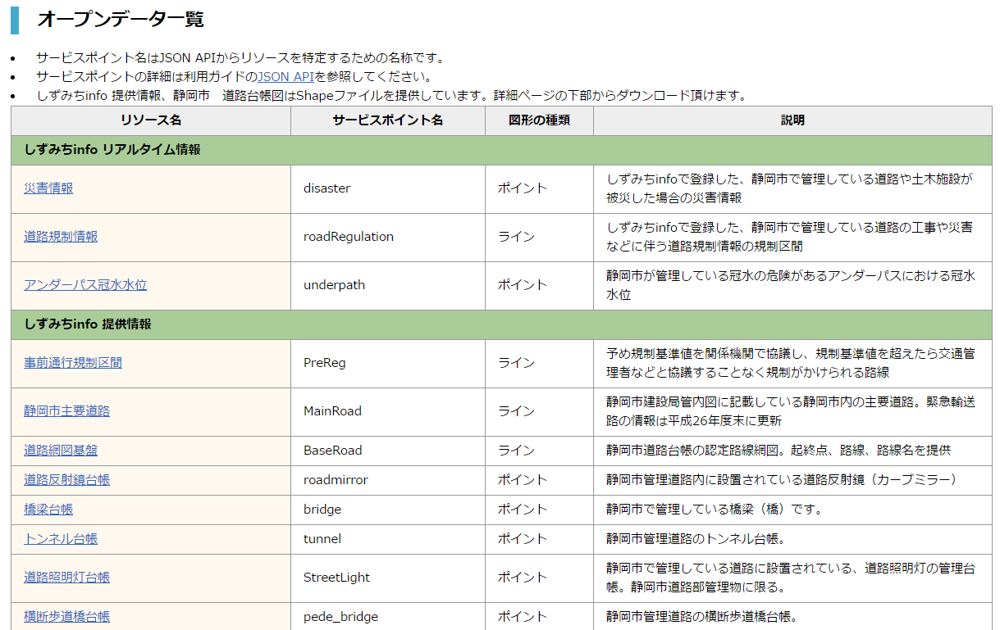 オープンデータ一覧
• サービスポイント名はJSON APIからリソースを特定するための名称です。
• サービスポイントの詳細は利用ガイドのJSON APIを参照してください。
• しずみちinfo 提供情報、静岡市　道路台帳図はShapeファイルを提供しています。詳細ページの下部からダウンロード頂けます。
リソース名 サービスポイント名 図形の種類 説明
しずみちinfo リアルタイム情報
災害情報 disaster ポイント しずみちinfoで登録した、静岡市で管理している道路や土木施設が
被災した場合の災害情報
道路規制情報 roadRegulation ライン しずみちinfoで登録した、静岡市で管理している道路の工事や災害
などに伴う道路規制情報の規制区間
アンダーパス冠水水位 underpath ポイント 静岡市が管理している冠水の危険があるアンダーパスにおける冠水
水位
しずみちinfo 提供情報
事前通行規制区間 PreReg ライン 予め規制基準値を関係機関で協議し、規制基準値を超えたら交通管
理者などと協議することなく規制がかけられる路線
静岡市主要道路 MainRoad ライン 静岡市建設局管内図に記載している静岡市内の主要道路。緊急輸送
路の情報は平成26年度末に更新
道路網図基盤 BaseRoad ライン 静岡市道路台帳の認定路線網図。起終点、路線、路線名を提供
道路反射鏡台帳 roadmirror ポイント 静岡市管理道路内に設置されている道路反射鏡（カーブミラー）
橋梁台帳 bridge ポイント 静岡市で管理している橋梁（橋）です。
トンネル台帳 tunnel ポイント 静岡市管理道路のトンネル台帳。
道路照明灯台帳 StreetLight ポイント 静岡市で管理している道路に設置されている、道路照明灯の管理台
帳。静岡市道路部管理物に限る。
横断歩道橋台帳 pede_bridge ポイント 静岡市管理道路の横断歩道橋台帳。